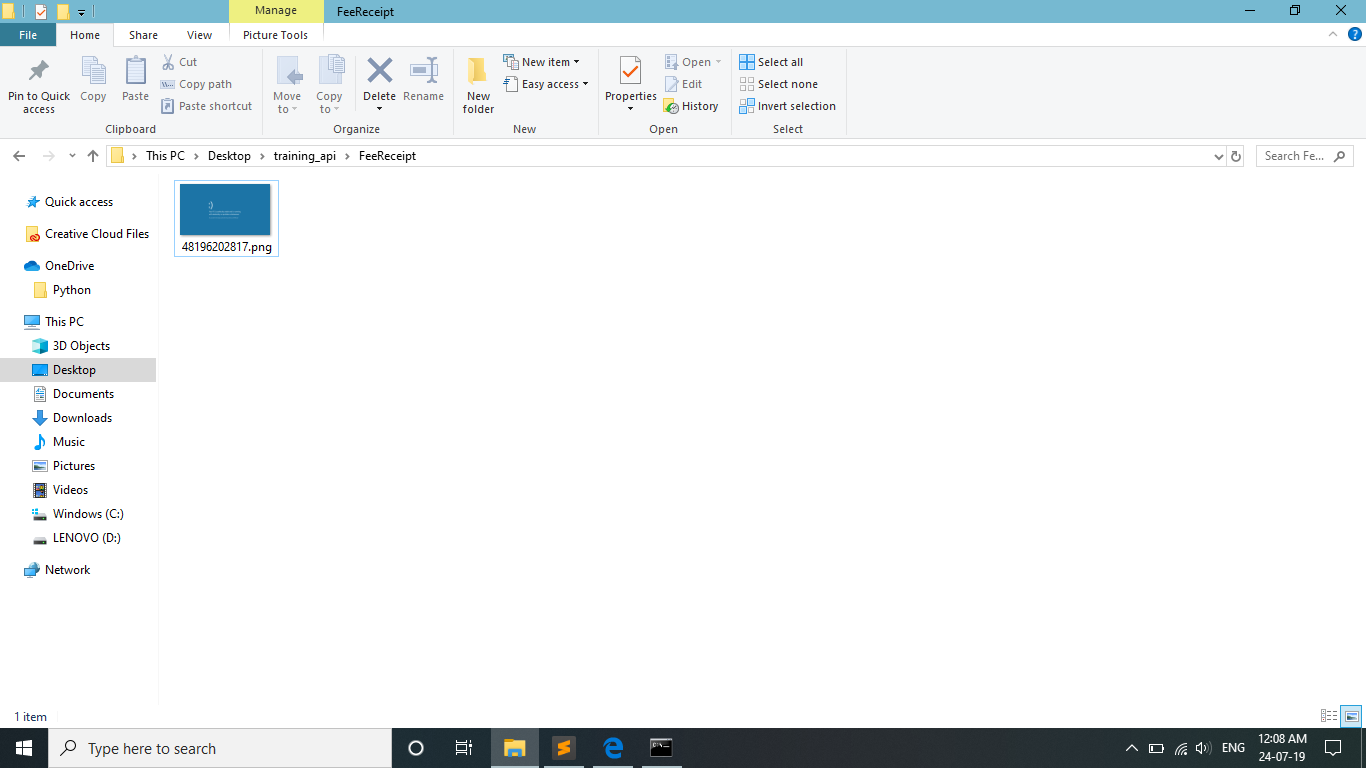 Manage
FeeReceipt
File
Home
Share
View
Picture Tools
Pin to Quick access
Copy
Paste
Cut
Copy path
Paste shortcut
Clipboard
Move to
Copy to
Delete
Rename
Organize
New folder
New item
Easy access
New
Properties
Open
Edit
History
Open
Select all
Select none
Invert selection
Select
This PC > Desktop > training_api > FeeReceipt
Search Fe...
Quick access
Creative Cloud Files
OneDrive
Python
This PC
3D Objects
Desktop
Documents
Downloads
Music
Pictures
Videos
Windows (C:)
LENOVO (D:)
Network
:)
48196202817.png
1 item
Type here to search
ENG
12:08 AM
24-07-19